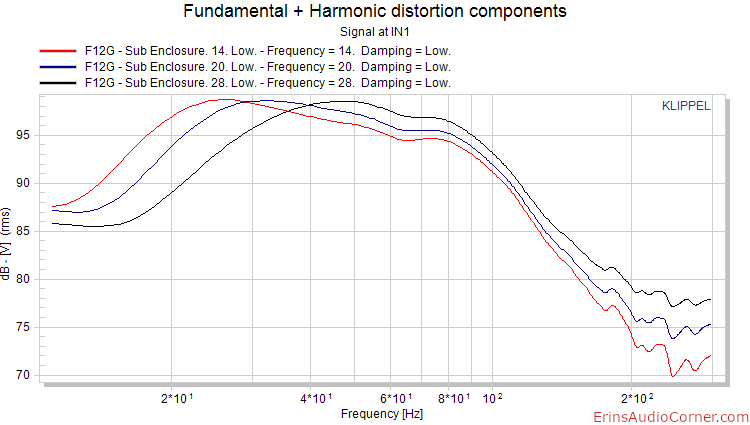 Fundamental + Harmonic distortion components
Signal at IN1
F12G - Sub Enclosure. 14. Low. - Frequency = 14.  Damping = Low.
F12G - Sub Enclosure. 20. Low. - Frequency = 20.  Damping = Low.
F12G - Sub Enclosure. 28. Low. - Frequency = 28.  Damping = Low.
KLIPPEL
95
90
85
80
75
70
dB - [V]  (rms)
2*10¹ 4*10¹ 6*10¹ 8*10¹ 10² 2*10²
Frequency [Hz]
ErinsAudioCorner.com